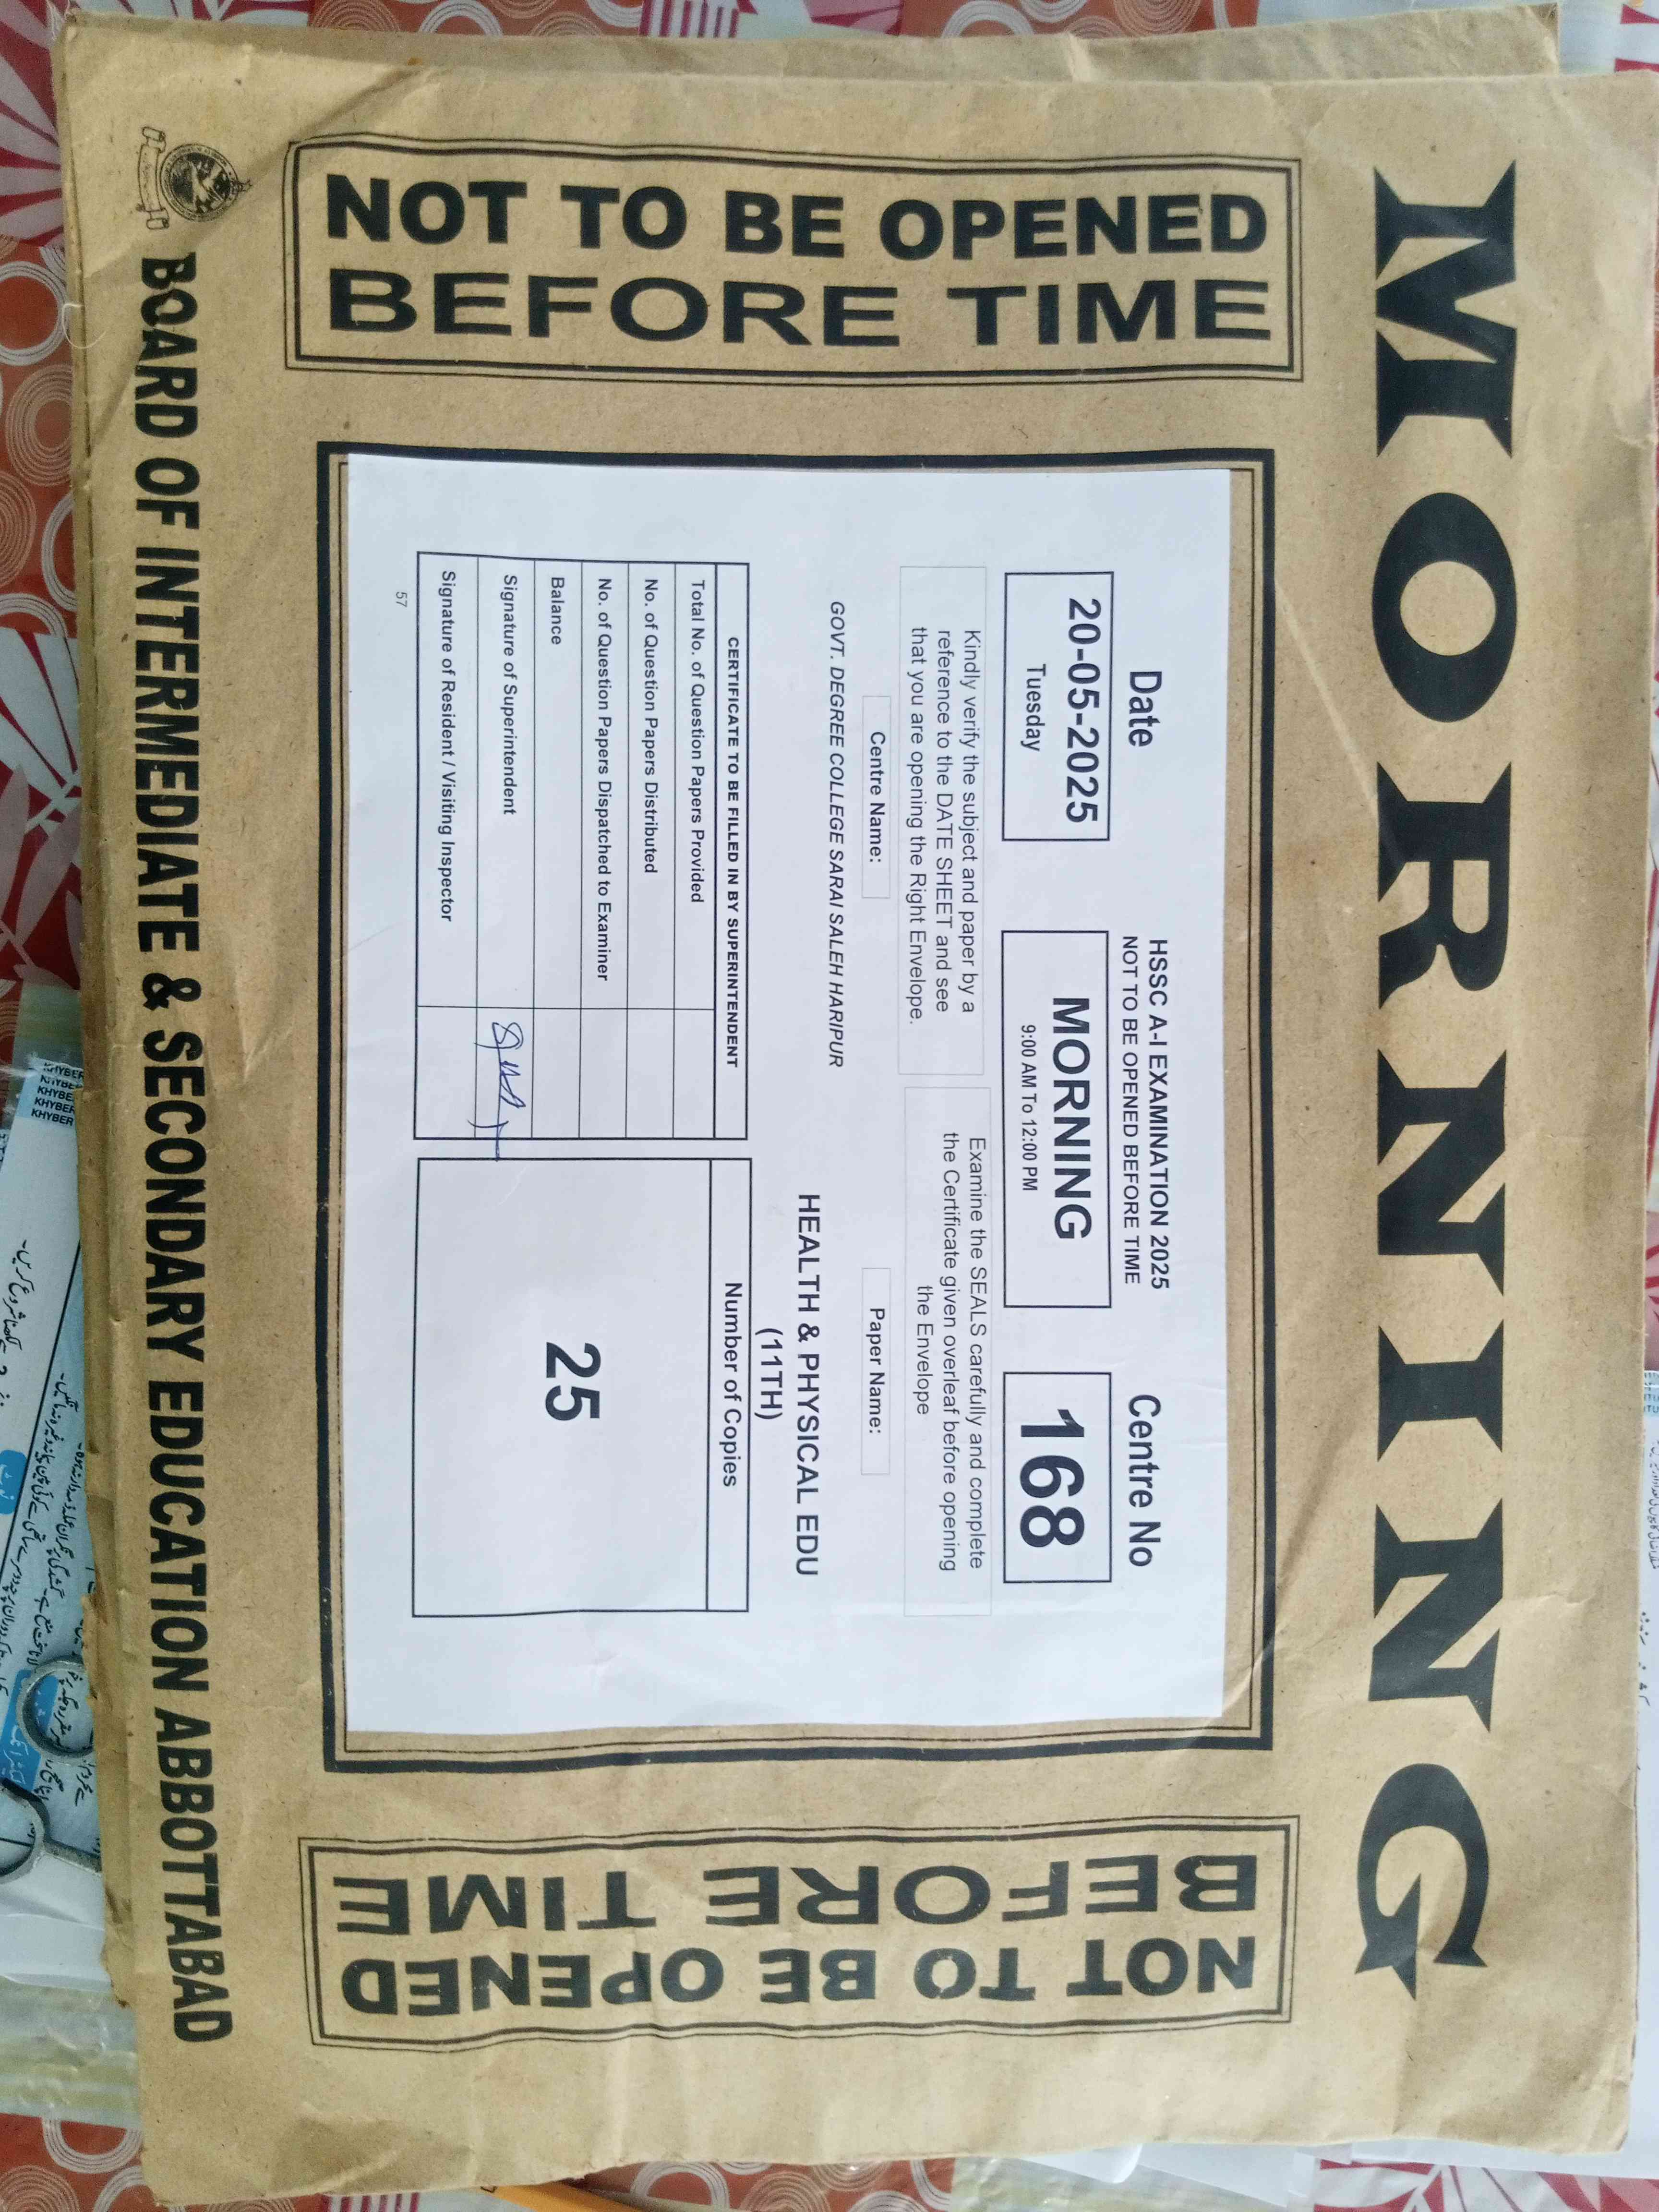 MORNING
NOT TO BE OPENED
BEFORE TIME
Date
HSSC A-I EXAMINATION 2025
NOT TO BE OPENED BEFORE TIME
Centre No
20-05-2025
Tuesday
MORNING
9:00 AM To 12:00 PM
168
Kindly verify the subject and paper by a
reference to the DATE SHEET and see
that you are opening the Right Envelope.
Examine the SEALS carefully and complete
the Certificate given overleaf before opening
the Envelope
Centre Name:
Paper Name:
GOVT. DEGREE COLLEGE SARAI SALEH HARIPUR
HEALTH & PHYSICAL EDU
(11TH)
CERTIFICATE TO BE FILLED IN BY SUPERINTENDENT
Total No. of Question Papers Provided
No. of Question Papers Distributed
No. of Question Papers Dispatched to Examiner
Balance
Signature of Superintendent
Signature of Resident / Visiting Inspector
Number of Copies
25
57
NOT TO BE OPENED
BEFORE TIME
BOARD OF INTERMEDIATE & SECONDARY EDUCATION ABBOTTABAD
KHYBER
KHYBER
KHYBER
KHYBER
KHYBER